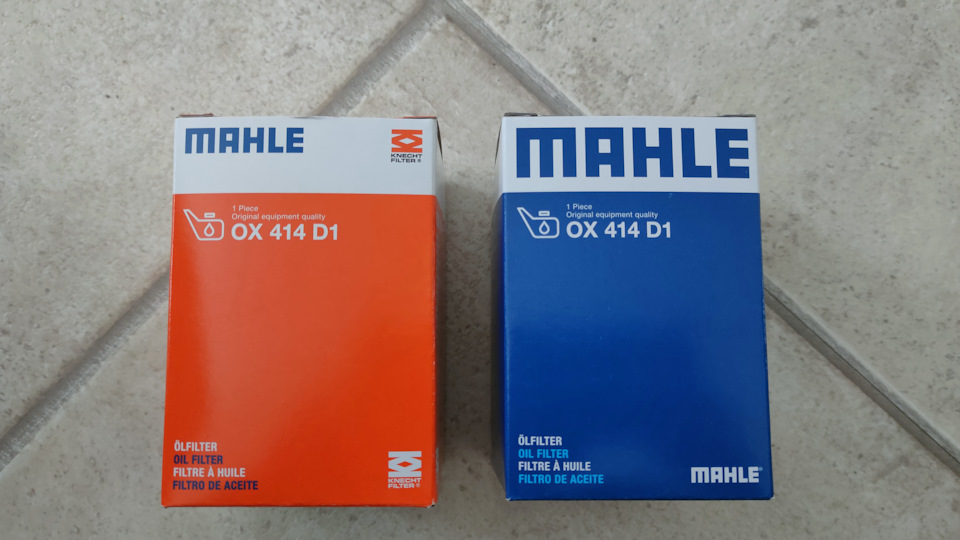 MAHLE
KNECHT
FILTER®
1 Piece
Original equipment quality
OX 414 D1
ÖLFILTER
OIL FILTER
FILTRE À HUILE
FILTRO DE ACEITE
KNECHT
FILTER®
MAHLE
1 Piece
Original equipment quality
OX 414 D1
ÖLFILTER
OIL FILTER
FILTRE À HUILE
FILTRO DE ACEITE
MAHLE®